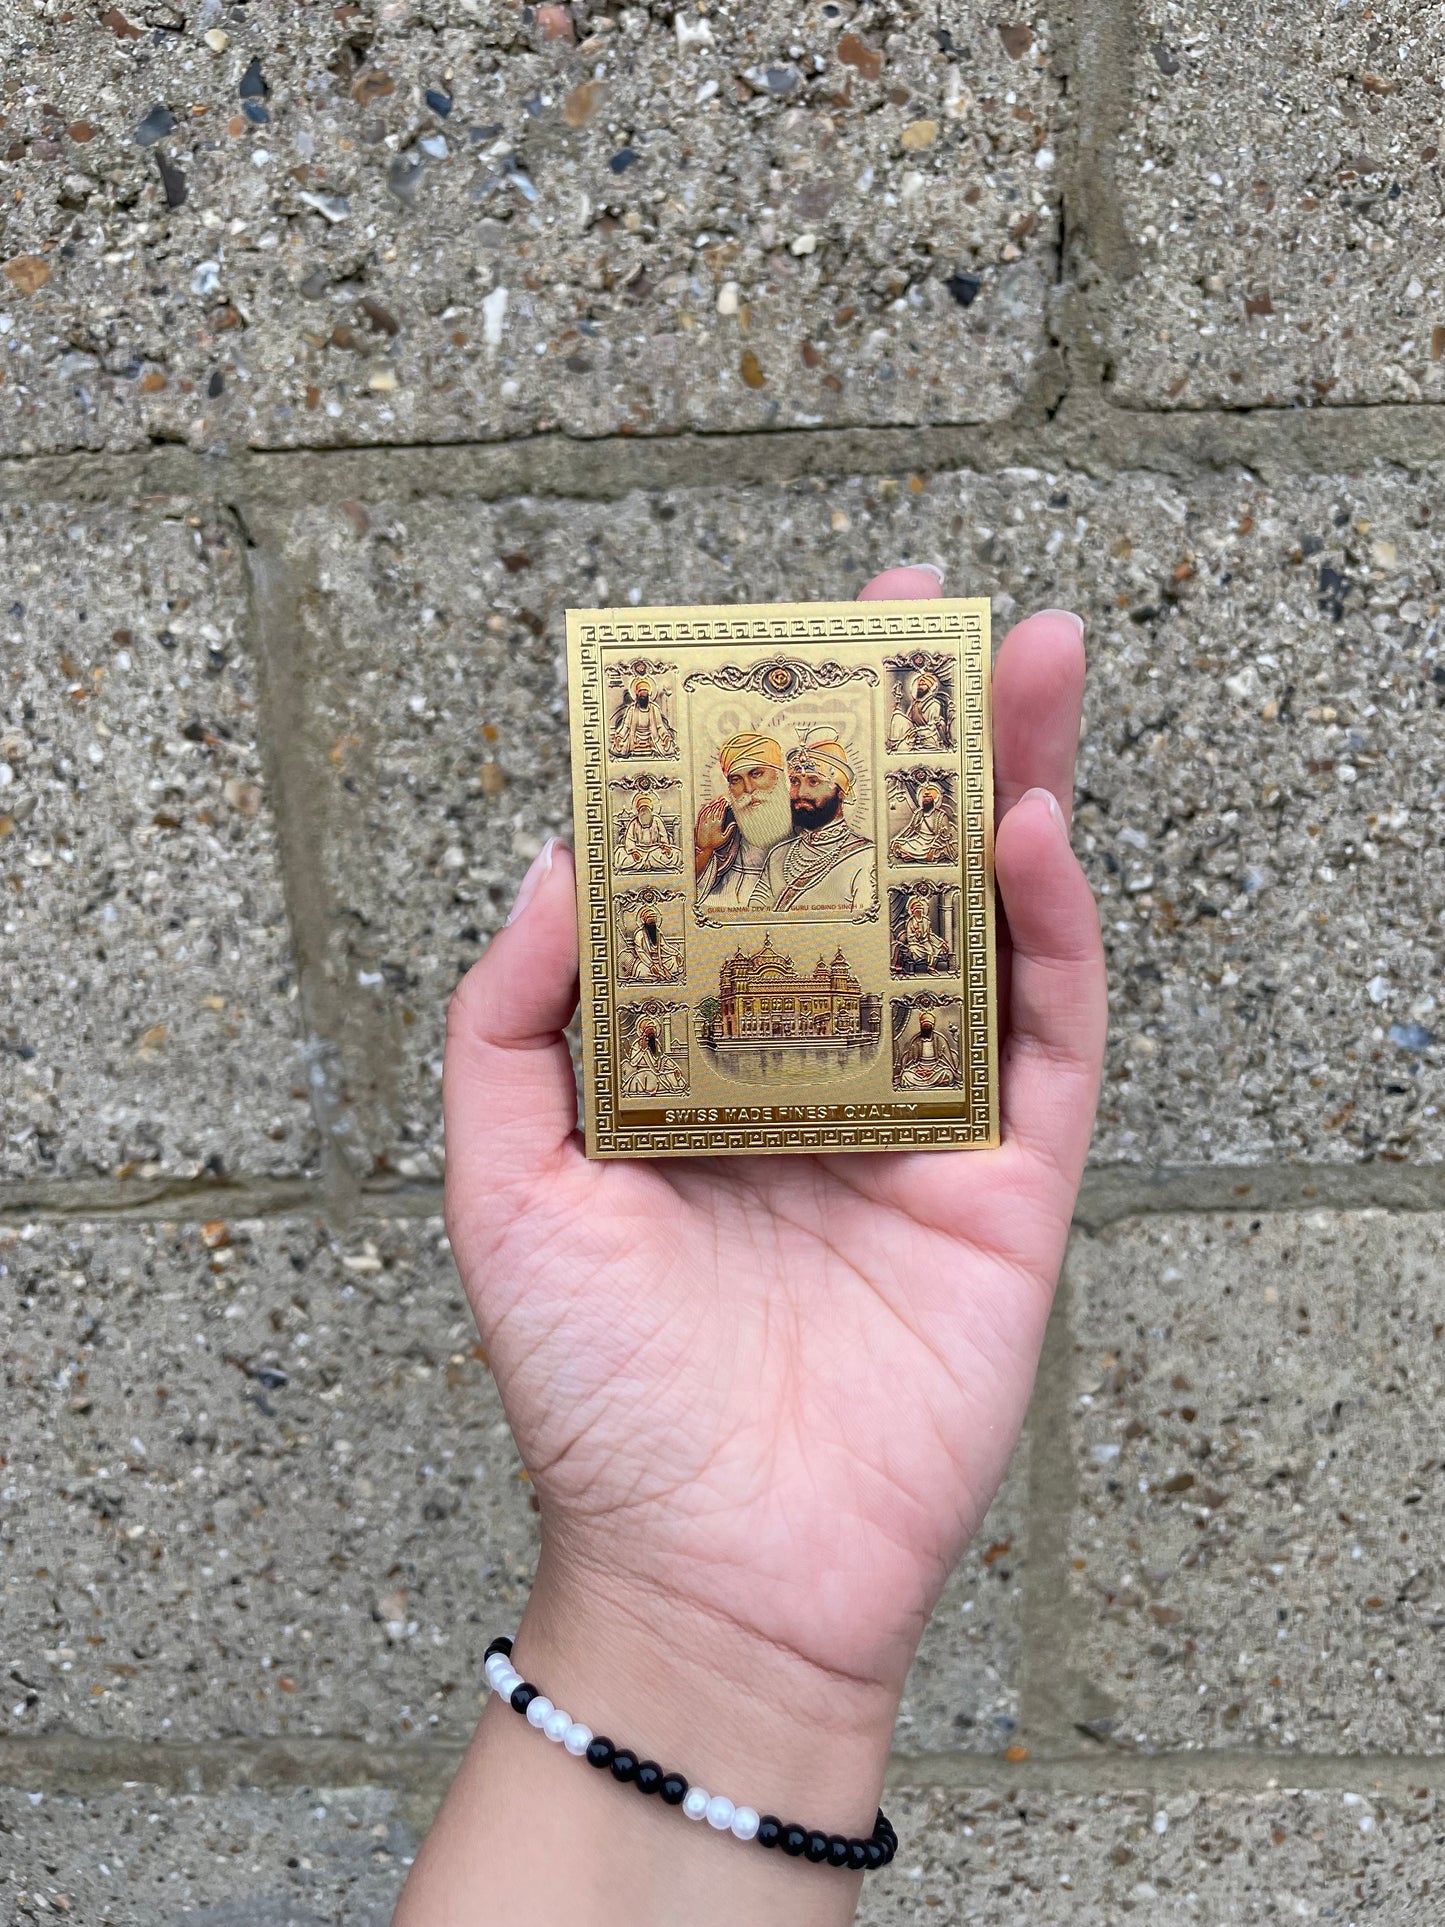 GURU NANAK DEV JI
GURU GOBIND SINGH JI
SWISS MADE FINEST QUALITY